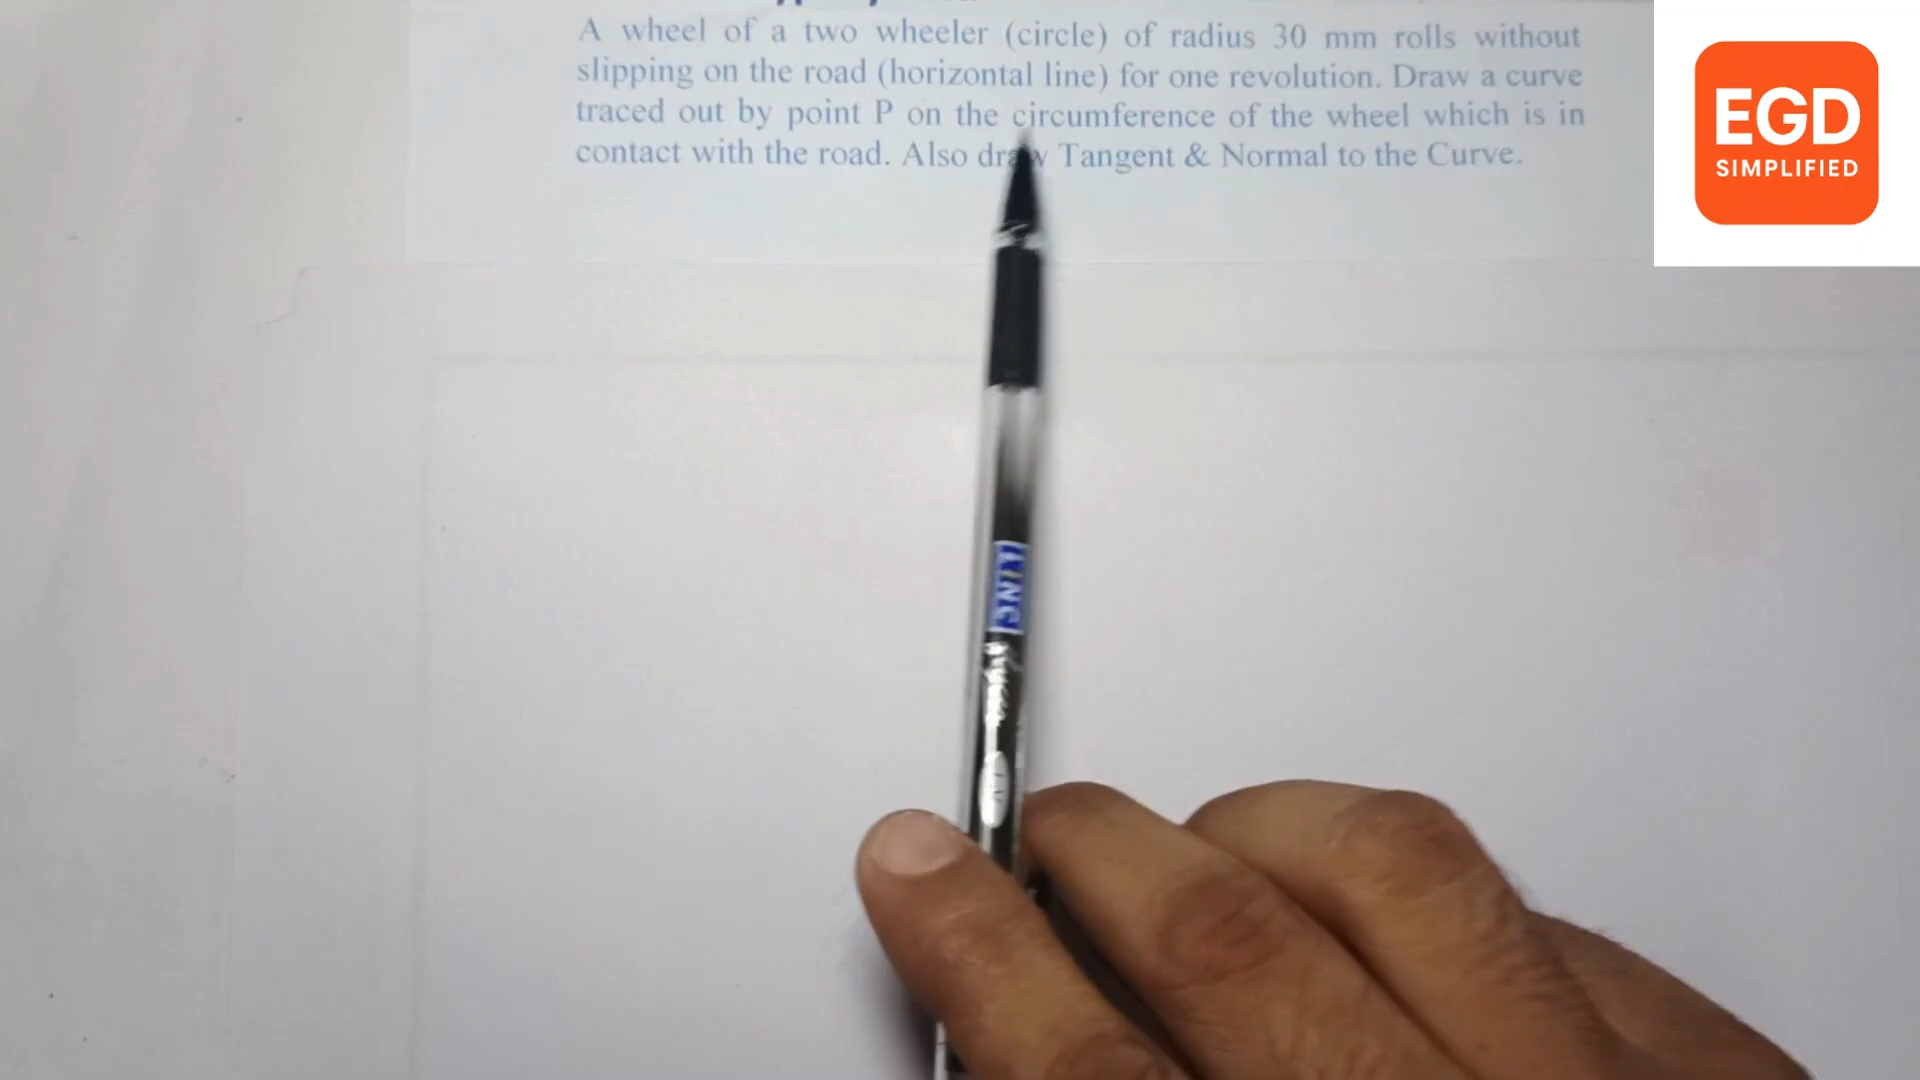 A wheel of a two wheeler (circle) of radius 30 mm rolls without
slipping on the road (horizontal line) for one revolution. Draw a curve
traced out by point P on the circumference of the wheel which is in
contact with the road. Also draw Tangent & Normal to the Curve.
EGD
SIMPLIFIED